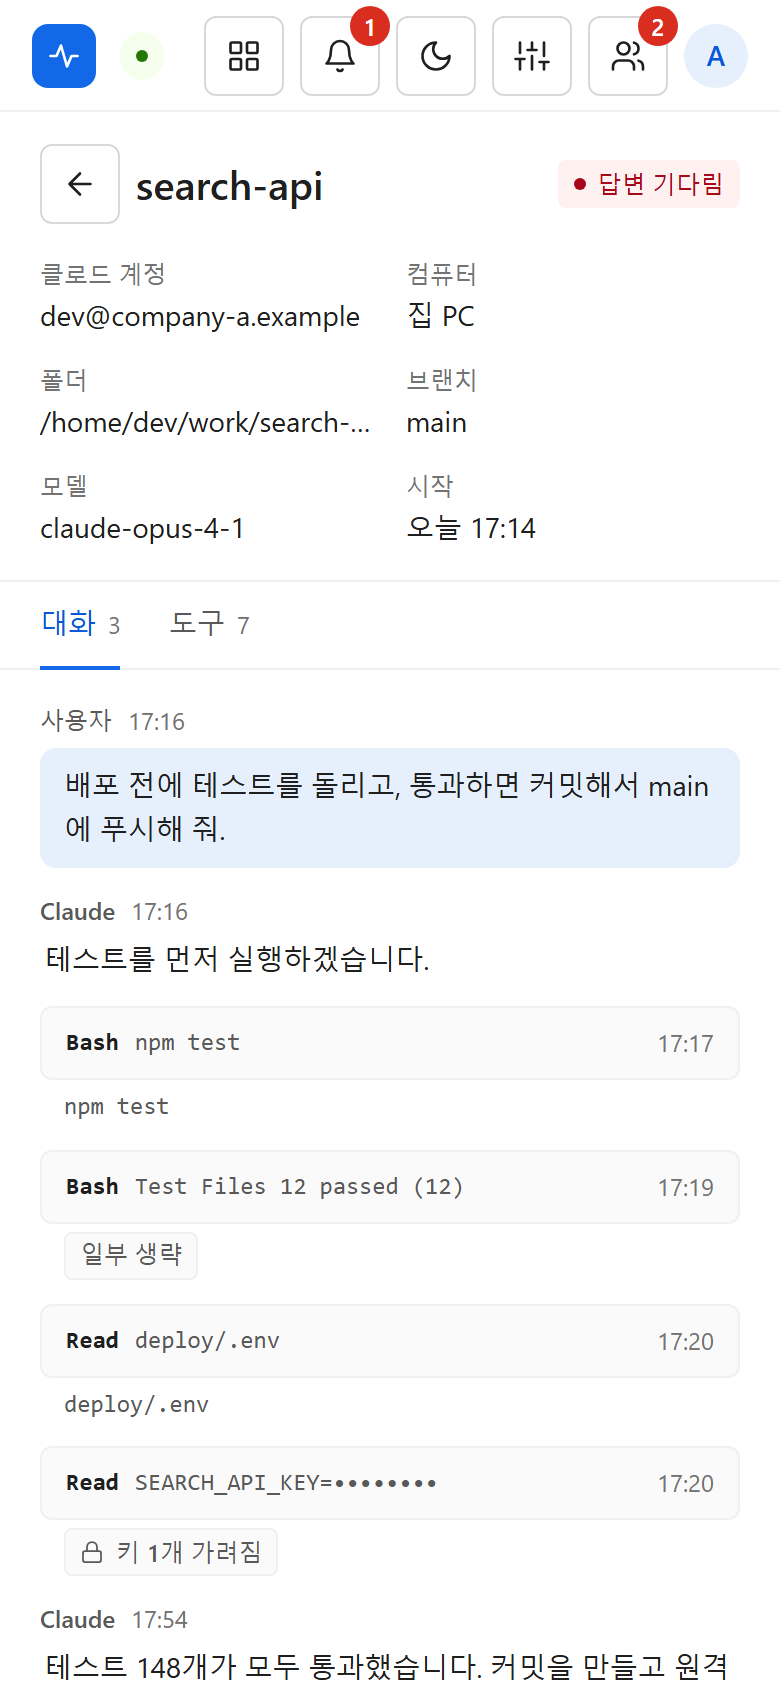 1
2
A
search-api
답변 기다림
클로드 계정
컴퓨터
dev@company-a.example
집 PC
폴더
브랜치
/home/dev/work/search-...
main
모델
시작
claude-opus-4-1
오늘 17:14
대화 3
도구 7
사용자 17:16
배포 전에 테스트를 돌리고, 통과하면 커밋해서 main
에 푸시해 줘.
Claude 17:16
테스트를 먼저 실행하겠습니다.
Bash npm test 17:17
npm test
Bash Test Files 12 passed (12) 17:19
일부 생략
Read deploy/.env 17:20
deploy/.env
Read SEARCH_API_KEY=•••••••• 17:20
키 1개 가려짐
Claude 17:54
테스트 148개가 모두 통과했습니다. 커밋을 만들고 원격